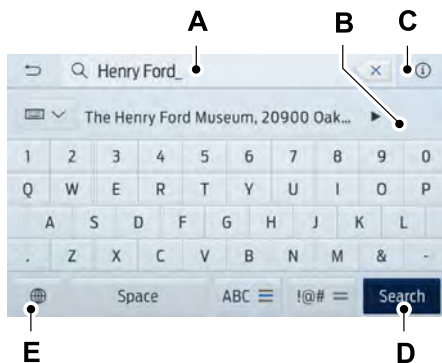 A B C
Henry Ford_
The Henry Ford Museum, 20900 Oak...
1 2 3 4 5 6 7 8 9 0
Q W E R T Y U I O P
A S D F G H J K L
. Z X C V B N M & -
Space ABC !@# Search
E D